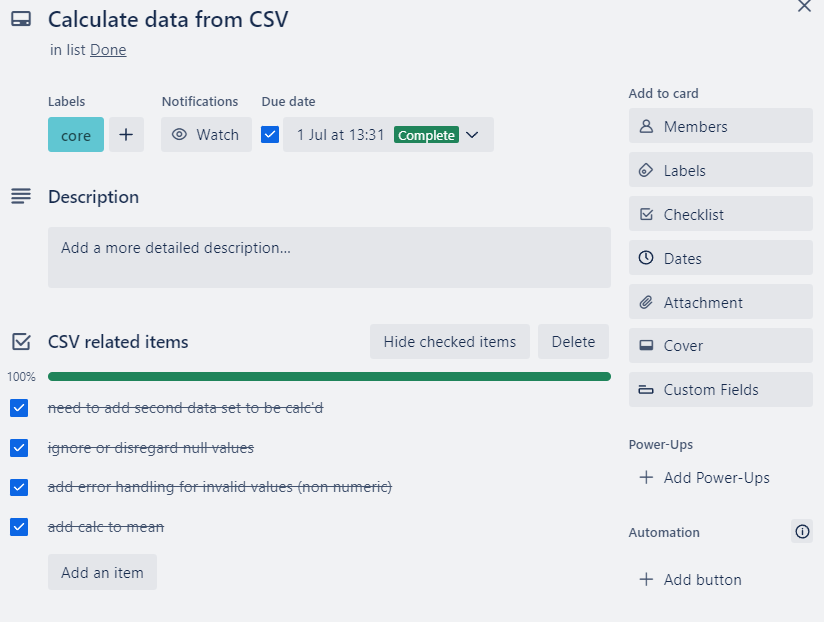 Calculate data from CSV
in list Done
Labels
core
Notifications
Watch
Due date
1 Jul at 13:31 Complete
Description
Add a more detailed description...
CSV related items
Hide checked items
Delete
100%
need to add second data set to be calc'd
ignore or disregard null values
add error handling for invalid values (non numeric)
add calc to mean
Add an item
Add to card
Members
Labels
Checklist
Dates
Attachment
Cover
Custom Fields
Power-Ups
Add Power-Ups
Automation
Add button